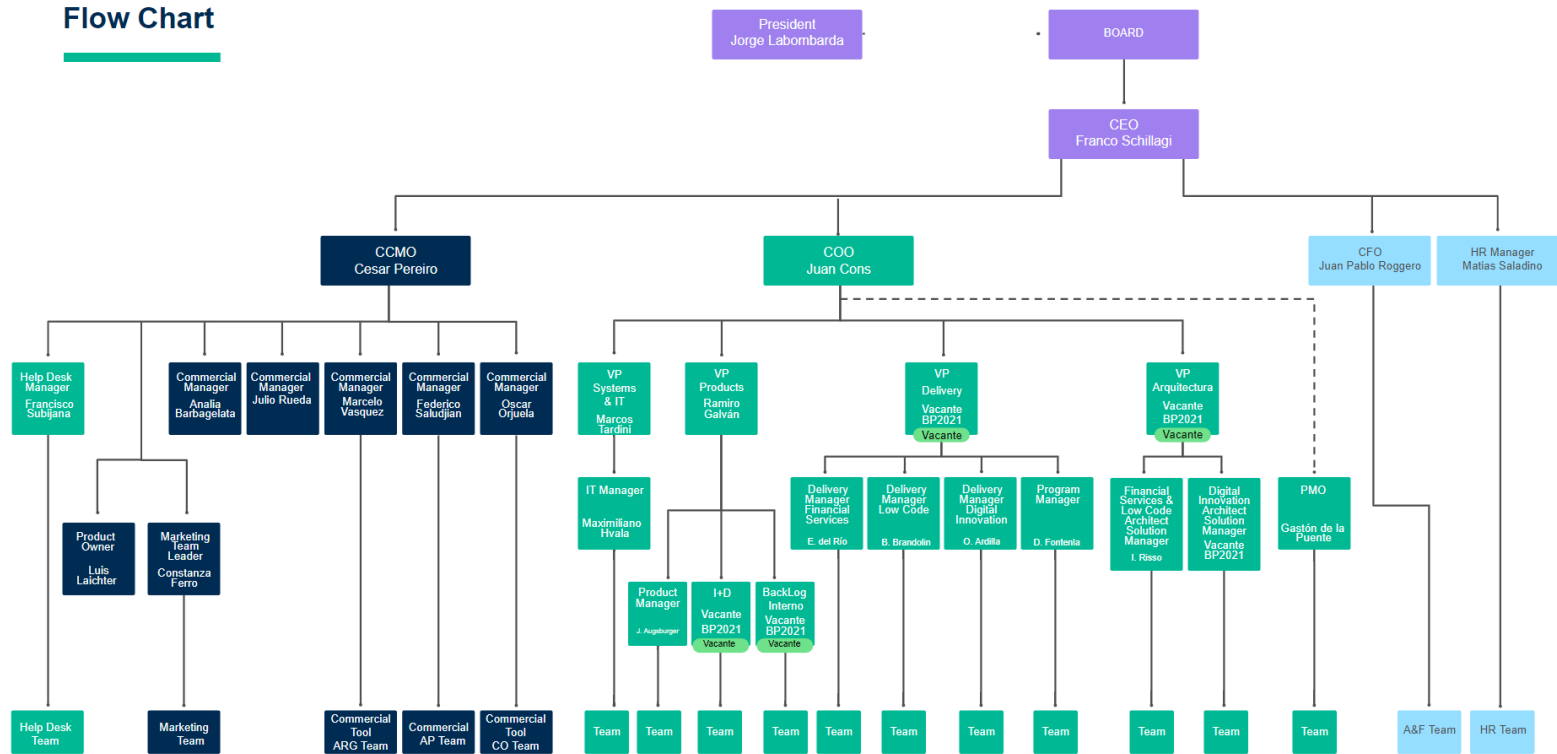 Flow Chart
President
Jorge Labombarda
BOARD
CEO
Franco Schillagi
CCMO
Cesar Pereiro
COO
Juan Cons
CFO
Juan Pablo Roggero
HR Manager
Matias Saladino
Help Desk
Manager
Francisco
Subijana
Commercial
Manager
Analia
Barbagelata
Commercial
Manager
Julio Rueda
Commercial
Manager
Marcelo
Vasquez
Commercial
Manager
Federico
Saludjian
Commercial
Manager
Oscar
Orjuela
VP
Systems
& IT
Marcos
Tardini
VP
Products
Ramiro
Galván
VP
Delivery
Vacante
BP2021
Vacante
VP
Arquitectura
Vacante
BP2021
Vacante
IT Manager
Maximiliano
Hvala
Delivery
Manager
Financial
Services
E. del Río
Delivery
Manager
Low Code
B. Brandolin
Delivery
Manager
Digital
Innovation
O. Ardilla
Program
Manager
D. Fontenla
Financial
Services &
Low Code
Architect
Solution
Manager
I. Risso
Digital
Innovation
Architect
Solution
Manager
Vacante
BP2021
PMO
Gastón de la
Puente
Product
Owner
Luis
Laichter
Marketing
Team
Leader
Constanza
Ferro
Product
Manager
J. Augsburger
I+D
Vacante
BP2021
Vacante
BackLog
Interno
Vacante
BP2021
Vacante
Help Desk
Team
Marketing
Team
Commercial
Tool
ARG Team
Commercial
AP Team
Commercial
Tool
CO Team
Team
Team
Team
Team
Team
Team
Team
Team
Team
Team
Team
A&F Team
HR Team